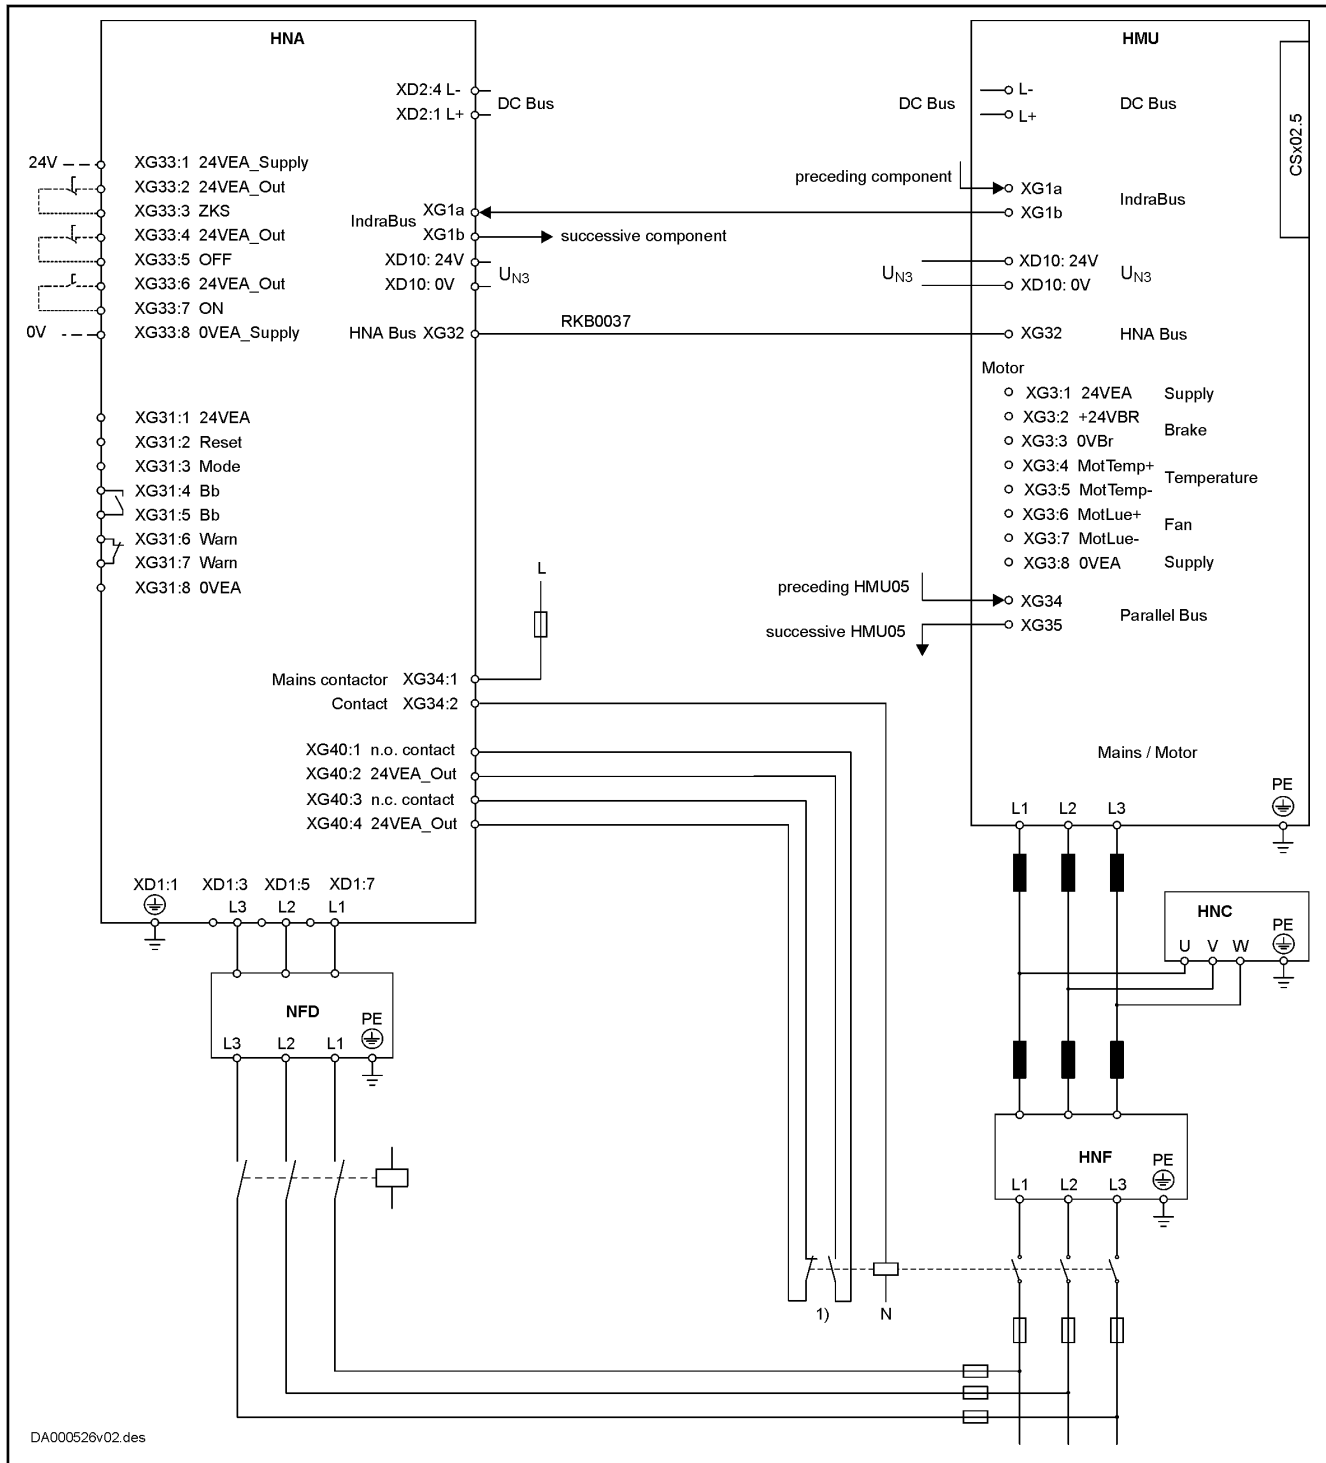 HNA
XD2:4 L-
XD2:1 L+
DC Bus
24V
XG33:1 24VEA_Supply
XG33:2 24VEA_Out
XG33:3 ZKS
XG33:4 24VEA_Out
XG33:5 OFF
XG33:6 24VEA_Out
XG33:7 ON
0V
XG33:8 0VEA_Supply
IndraBus
XG1a
XG1b
successive component
XD10: 24V
XD10: 0V
UN3
HNA Bus XG32
RKB0037
XG31:1 24VEA
XG31:2 Reset
XG31:3 Mode
XG31:4 Bb
XG31:5 Bb
XG31:6 Warn
XG31:7 Warn
XG31:8 0VEA
L
Mains contactor XG34:1
Contact XG34:2
XG40:1 n.o. contact
XG40:2 24VEA_Out
XG40:3 n.c. contact
XG40:4 24VEA_Out
XD1:1
XD1:3
XD1:5
XD1:7
L3
L2
L1
NFD
PE
L3
L2
L1
HMU
CSx02.5
DC Bus
L-
L+
DC Bus
preceding component
XG1a
XG1b
IndraBus
UN3
XD10: 24V
XD10: 0V
UN3
XG32
HNA Bus
Motor
XG3:1 24VEA
Supply
XG3:2 +24VBR
XG3:3 0VBr
Brake
XG3:4 MotTemp+
XG3:5 MotTemp-
Temperature
XG3:6 MotLue+
XG3:7 MotLue-
Fan
XG3:8 0VEA
Supply
preceding HMU05
XG34
successive HMU05
XG35
Parallel Bus
Mains / Motor
L1
L2
L3
PE
HNC
U
V
W
PE
HNF
PE
L1
L2
L3
1)
N
DA000526v02.des